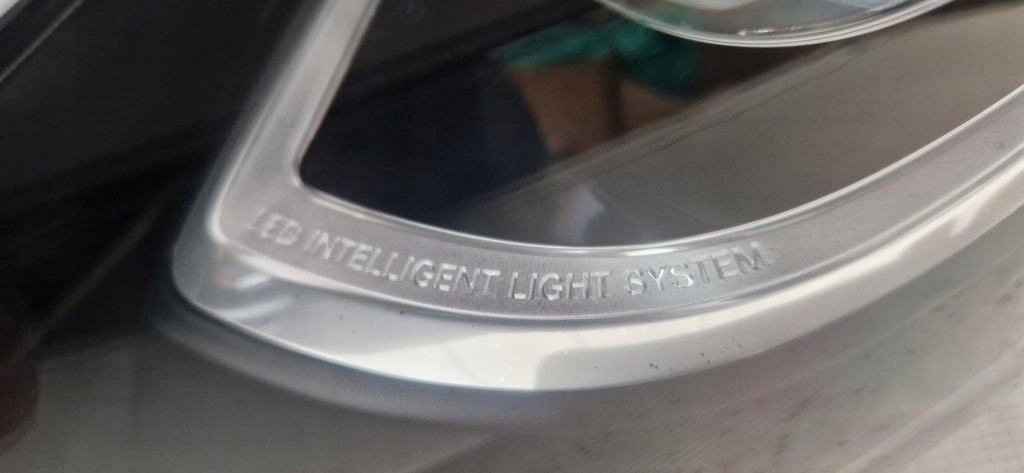 LED INTELLIGENT LIGHT SYSTEM